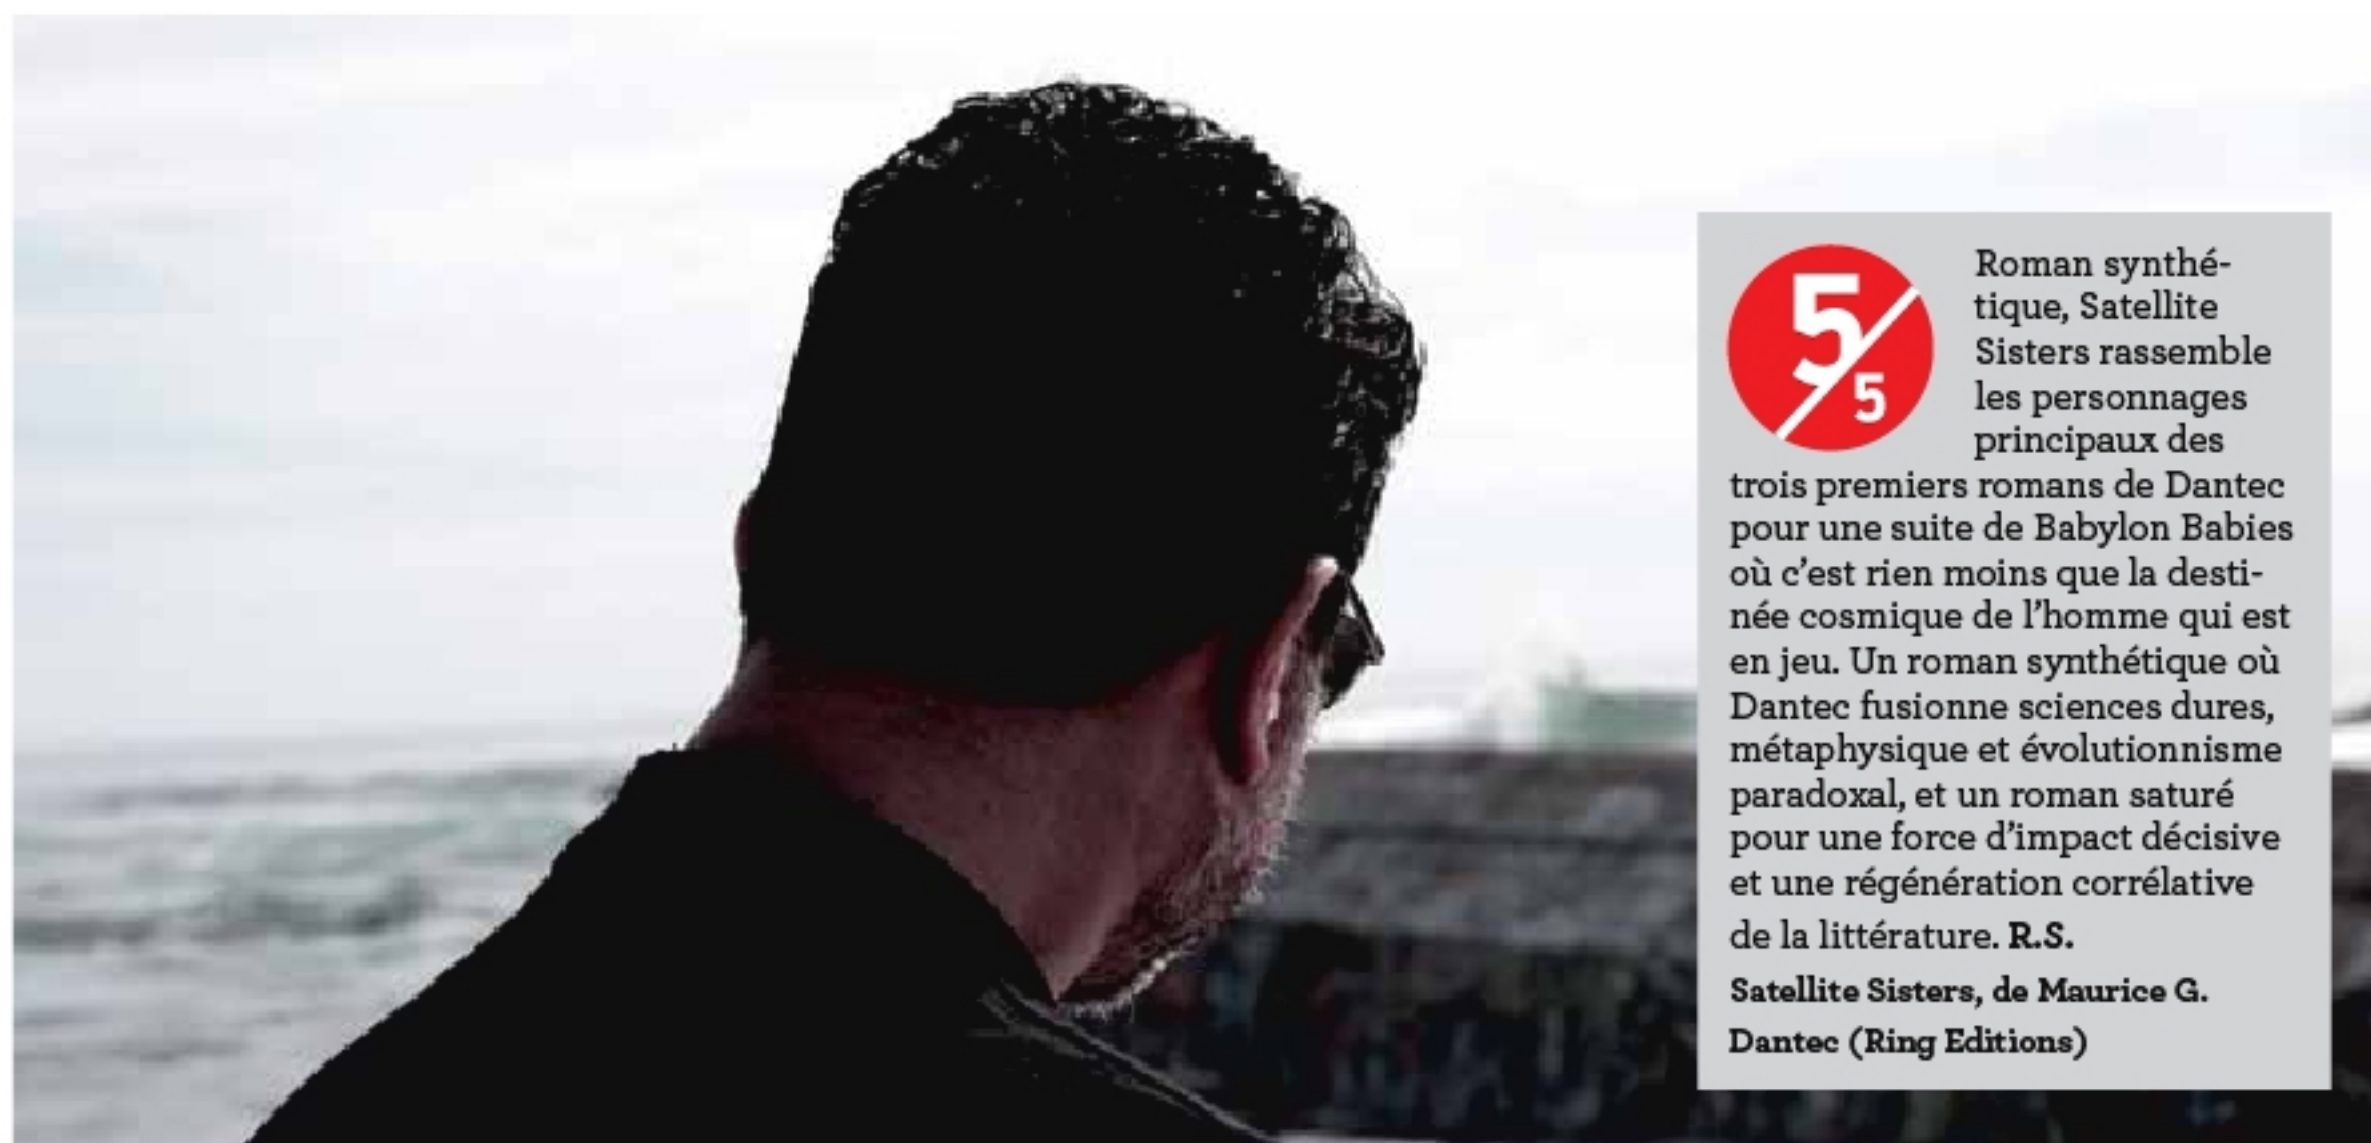 5/5
Roman synthé-
tique, Satellite
Sisters rassemble
les personnages
principaux des
trois premiers romans de Dantec
pour une suite de Babylon Babies
où c'est rien moins que la desti-
née cosmique de l'homme qui est
en jeu. Un roman synthétique où
Dantec fusionne sciences dures,
métaphysique et évolutionnisme
paradoxal, et un roman saturé
pour une force d'impact décisive
et une régénération corrélative
de la littérature. R.S.
Satellite Sisters, de Maurice G.
Dantec (Ring Editions)